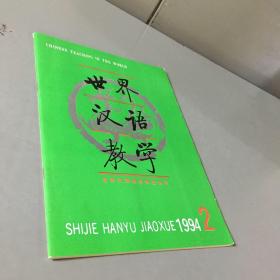 CHINESE TEACHING IN THE WORLD
世界
汉语
教学
SHIJIE HANYU JIAOXUE 1994 2